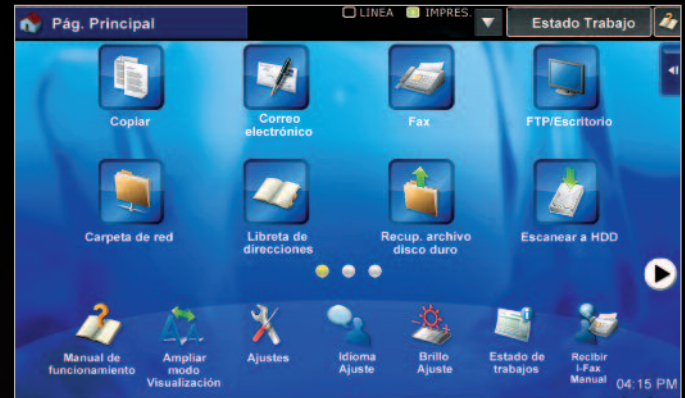 Pág. Principal
LINEA
IMPRES.
Estado Trabajo
Copiar
Correo
electrónico
Fax
FTP/Escritorio
Carpeta de red
Libreta de
direcciones
Recup. archivo
disco duro
Escanear a HDD
Manual de
funcionamiento
Ampliar
modo
Visualización
Ajustes
Idioma
Ajuste
Brillo
Ajuste
Estado de
trabajos
Recibir
I-Fax
Manual
04:15 PM